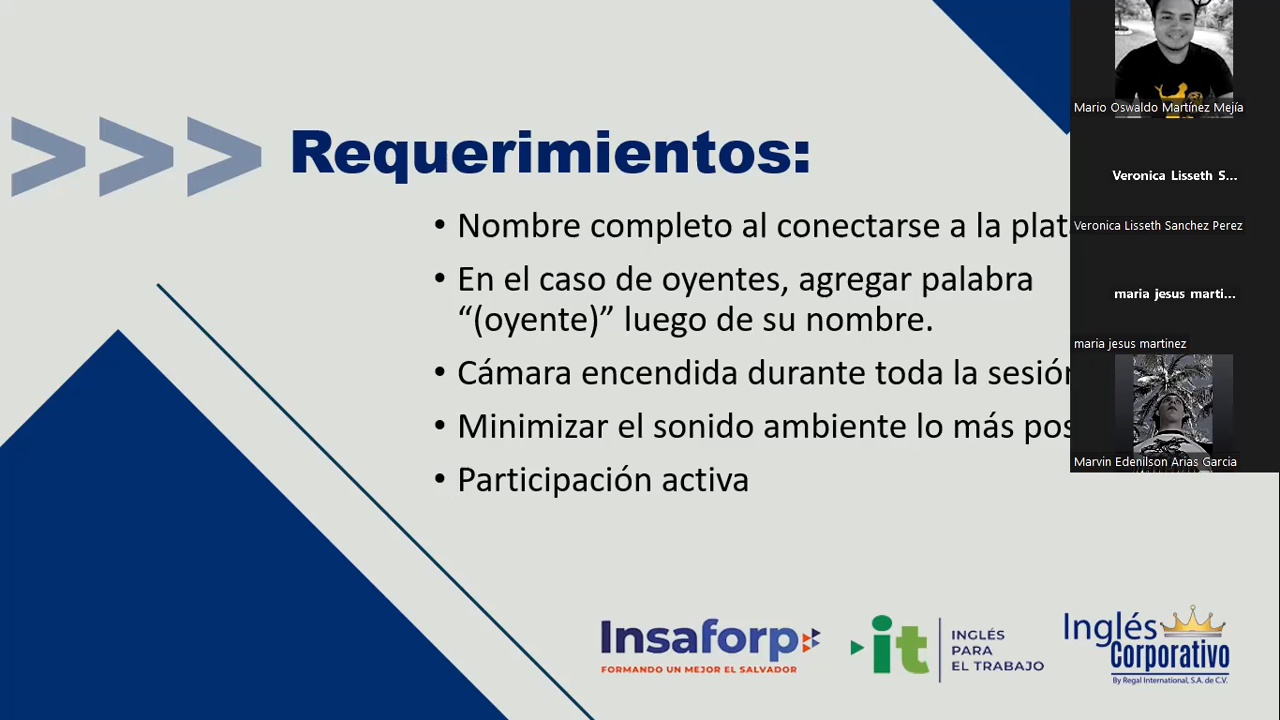 >>> Requerimientos:
• Nombre completo al conectarse a la plat
• En el caso de oyentes, agregar palabra
“(oyente)” luego de su nombre.
• Cámara encendida durante toda la sesión
• Minimizar el sonido ambiente lo más pos
• Participación activa
Insaforp
FORMANDO UN MEJOR EL SALVADOR
it
INGLÉS
PARA
EL TRABAJO
Inglés
Corporativo
By Regal International, S.A. de C.V.
Mario Oswaldo Martínez Mejía
Veronica Lisseth S...
Veronica Lisseth Sanchez Perez
maria jesus marti...
maria jesus martinez
Marvin Edenilson Arias Garcia